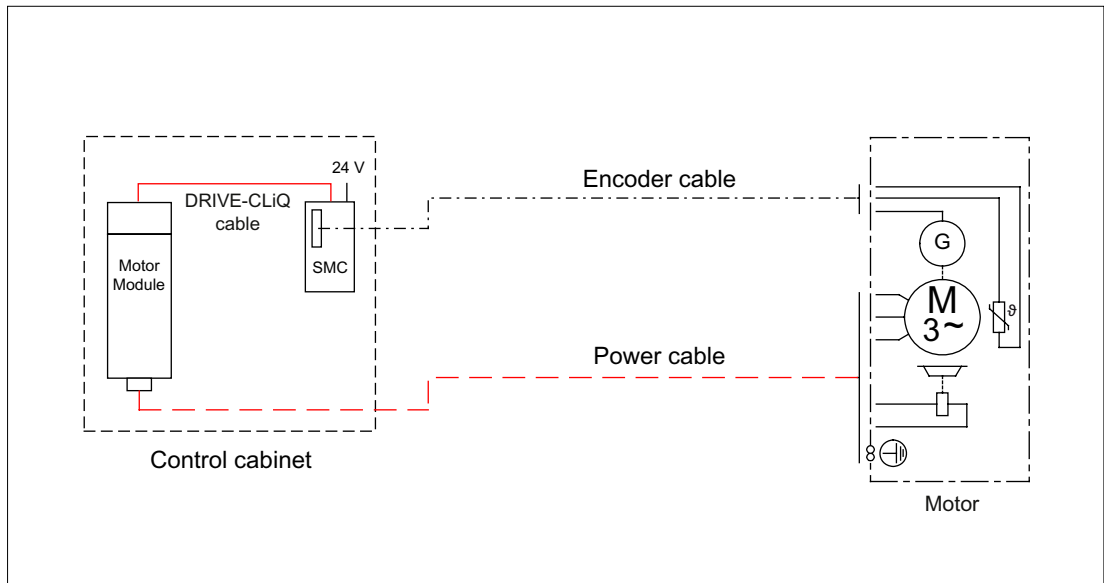 24 V
DRIVE-CLiQ
cable
Motor
Module
SMC
Encoder cable
G
M
3~
ϑ
Power cable
Control cabinet
Motor